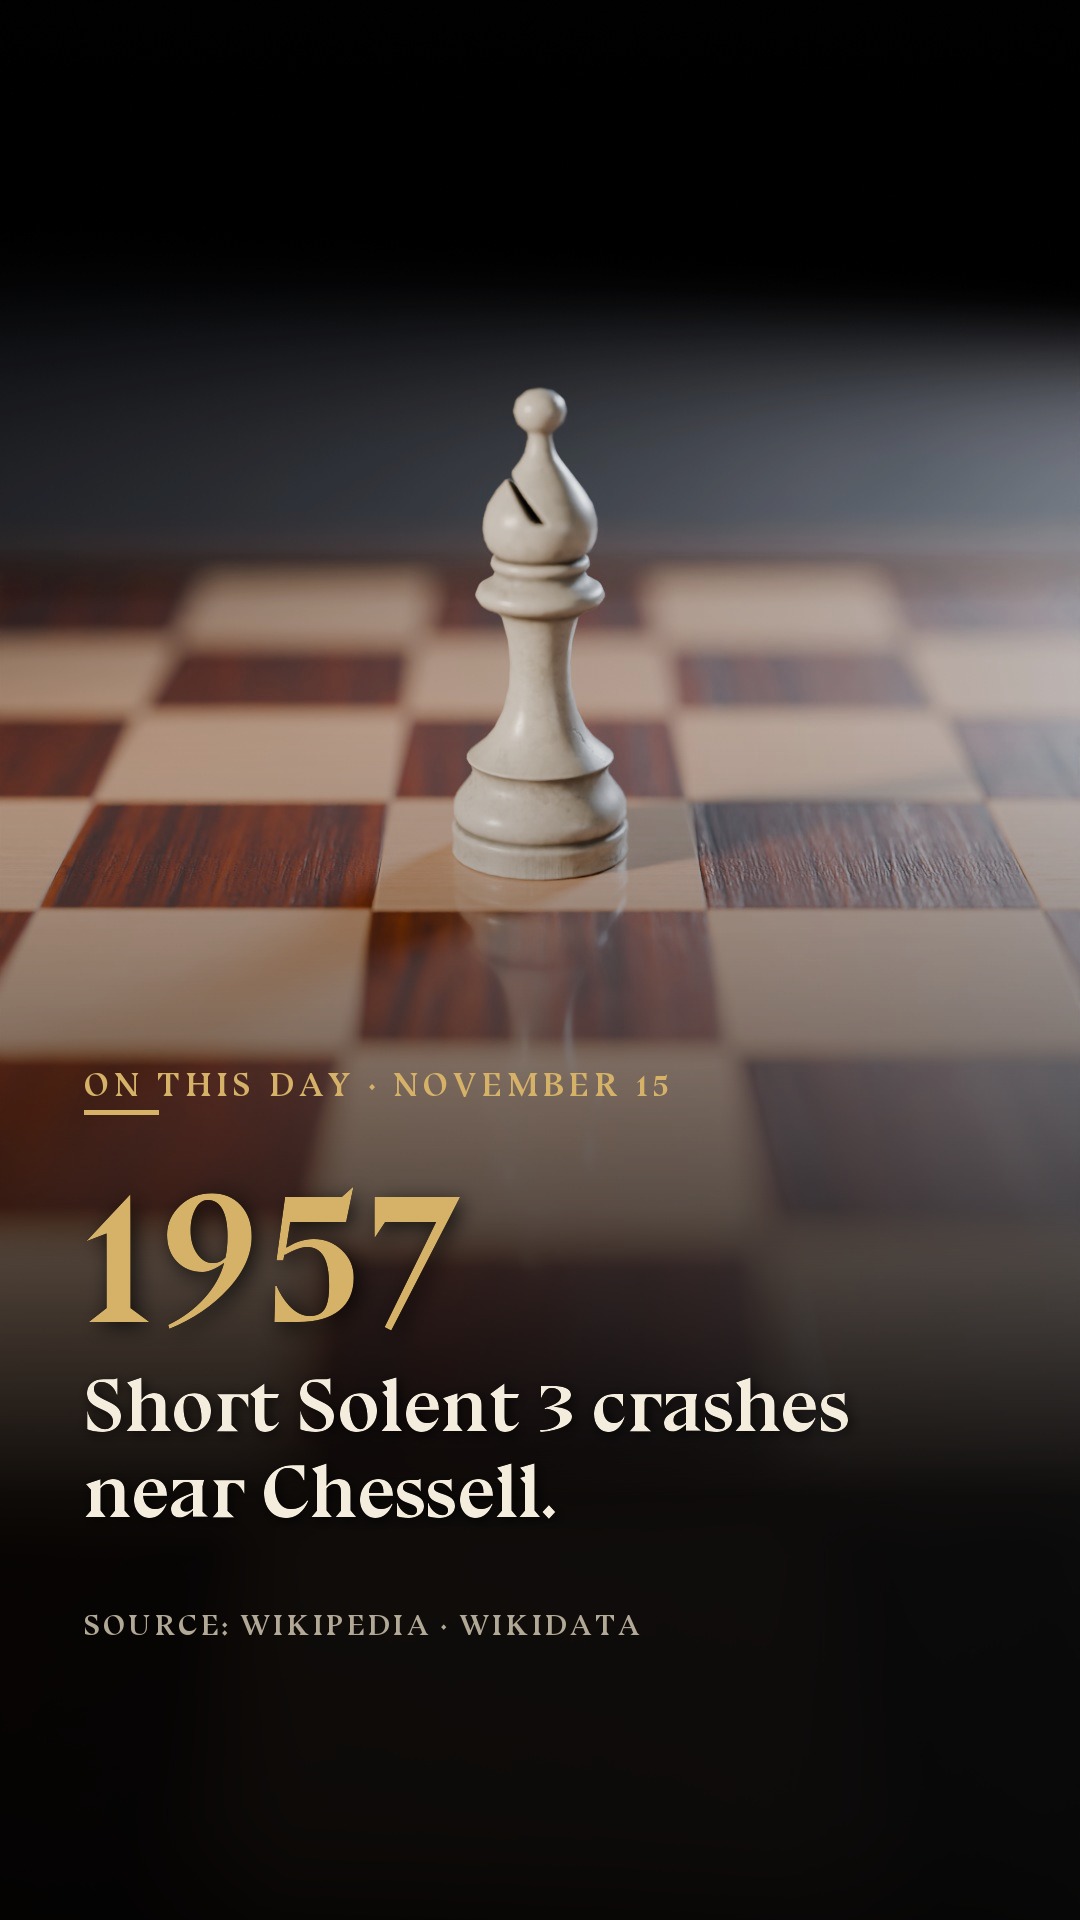 ON THIS DAY · NOVEMBER 15
1957
Short Solent 3 crashes
near Chessell.
SOURCE: WIKIPEDIA · WIKIDATA